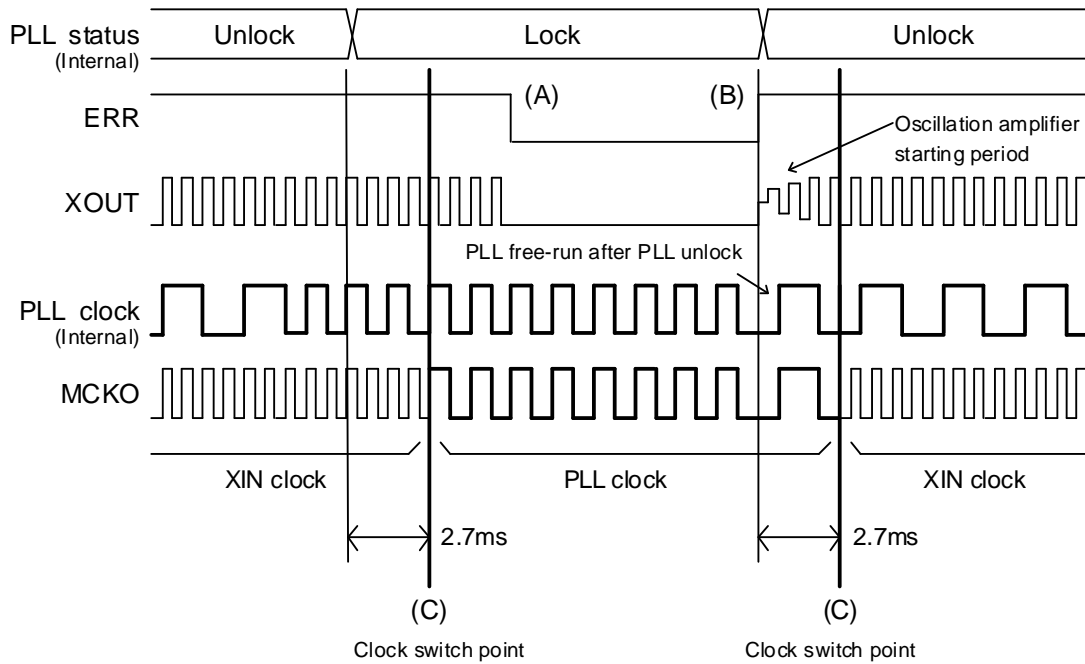 PLL status
(Internal)
Unlock
Lock
Unlock
ERR
(A)
(B)
Oscillation amplifier
starting period
XOUT
PLL free-run after PLL unlock
PLL clock
(Internal)
MCKO
XIN clock
PLL clock
XIN clock
2.7ms
2.7ms
(C)
(C)
Clock switch point
Clock switch point